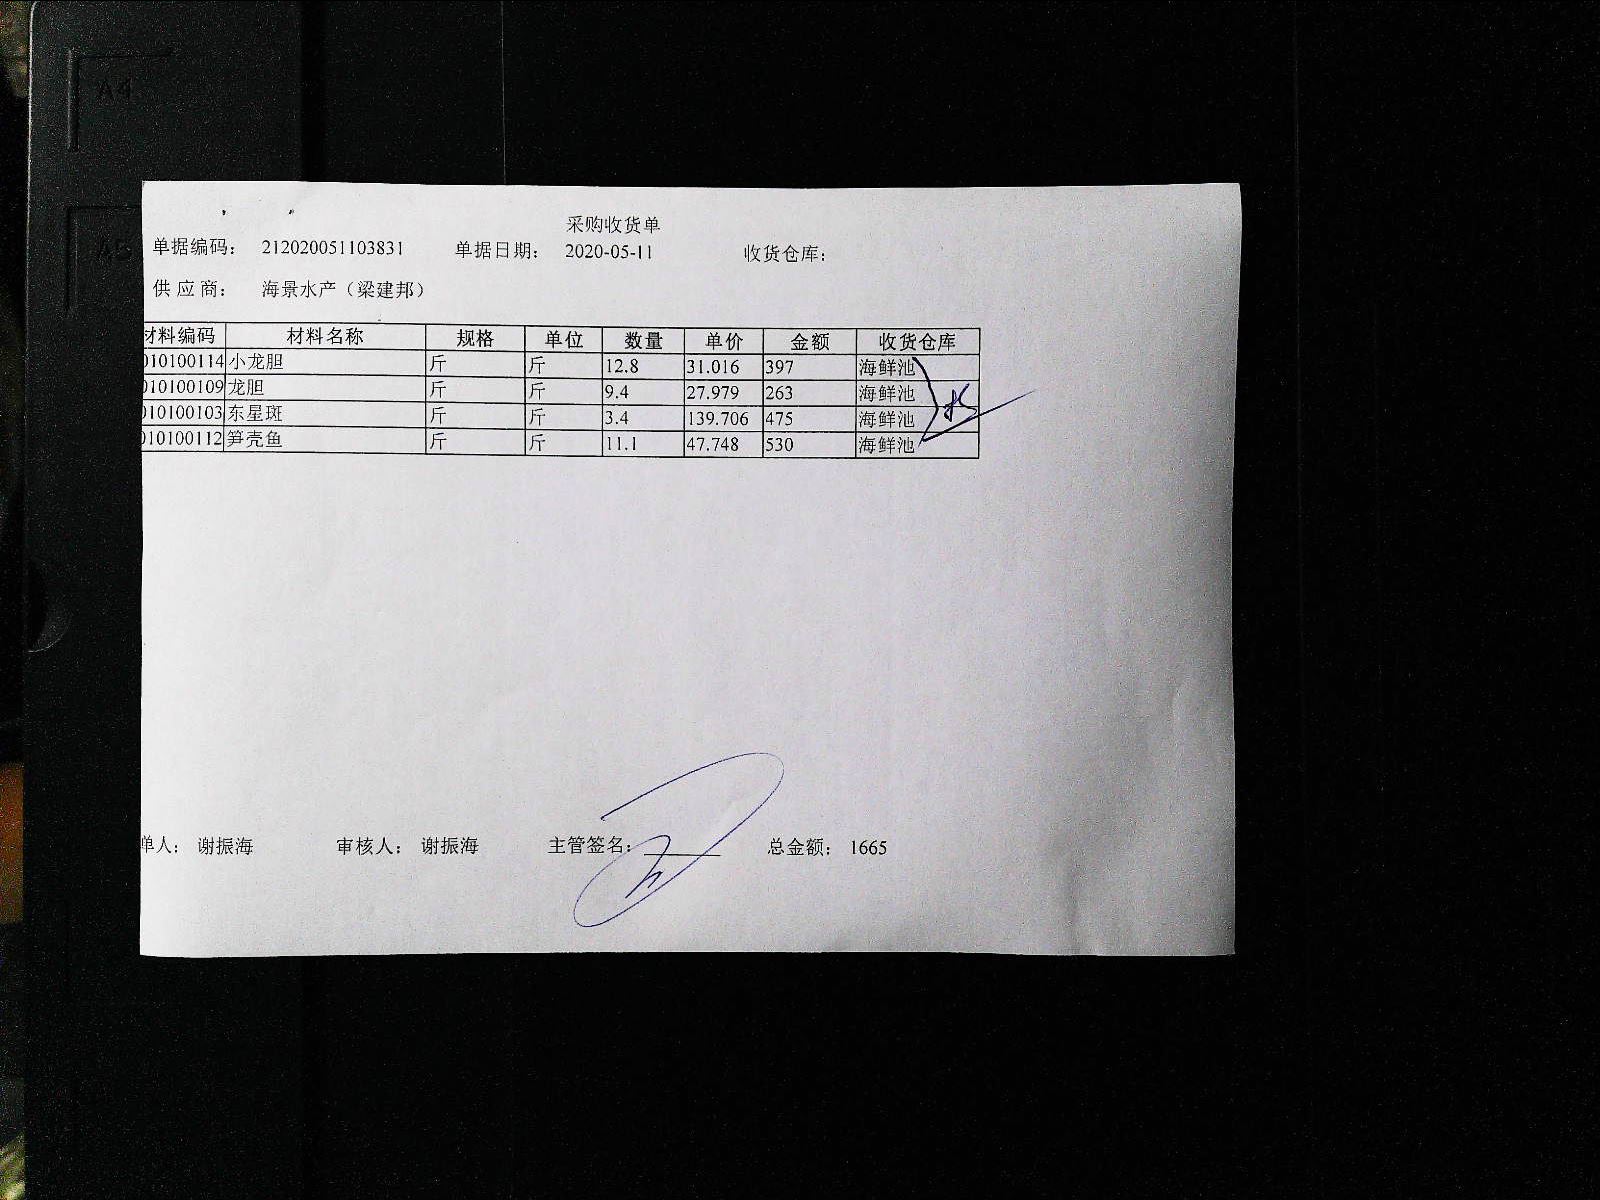 A4
A5
采购收货单
单据编码： 212020051103831 单据日期： 2020-05-11 收货仓库：
供应商： 海景水产（梁建邦）
材料编码 材料名称 规格 单位 数量 单价 金额 收货仓库
010100114 小龙胆 斤 斤 12.8 31.016 397 海鲜池
010100109 龙胆 斤 斤 9.4 27.979 263 海鲜池
010100103 东星斑 斤 斤 3.4 139.706 475 海鲜池
010100112 笋壳鱼 斤 斤 11.1 47.748 530 海鲜池
单人： 谢振海 审核人： 谢振海 主管签名： 总金额： 1665